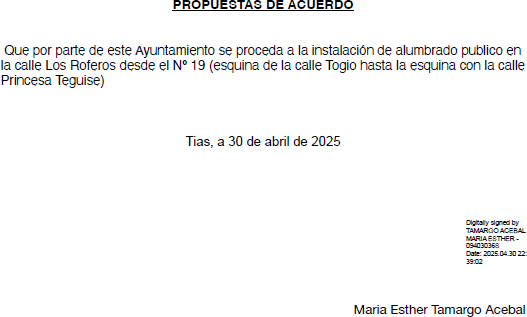 PROPUESTAS DE ACUERDO
Que por parte de este Ayuntamiento se proceda a la instalación de alumbrado publico en
la calle Los Roferos desde el Nº 19 (esquina de la calle Togio hasta la esquina con la calle
Princesa Teguise)
Tias, a 30 de abril de 2025
Digitally signed by
TAMARGO ACEBAL
MARIA ESTHER -
09403036S
Date: 2025.04.30 22:
39:02
Maria Esther Tamargo Acebal